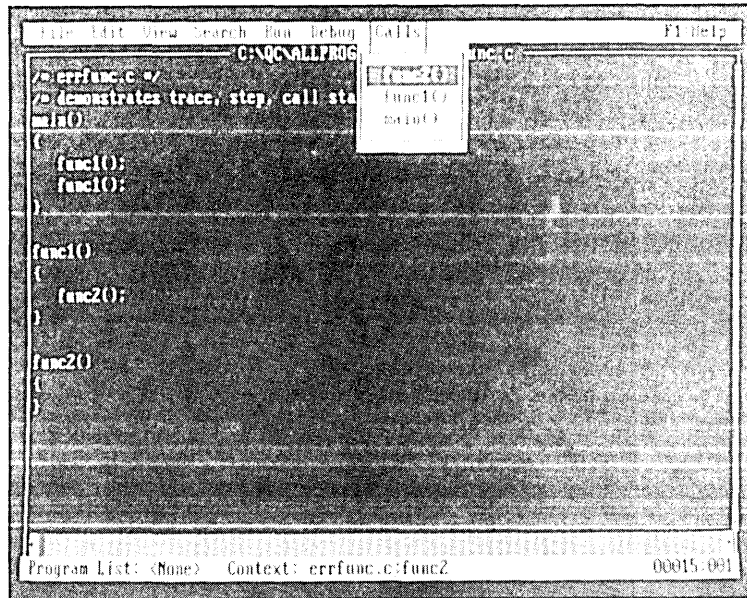 File Edit View Search Run Debug Calls F1=Help
C:\QC\ALLPROG unc.c
/* errfunc.c */
/* demonstrates trace, step, call sta
func2()
func1()
main()
main()
{
func1();
func1();
}
func1()
{
func2();
}
func2()
{
}
Program List: <None> Context: errfunc.c:func2 00015:001